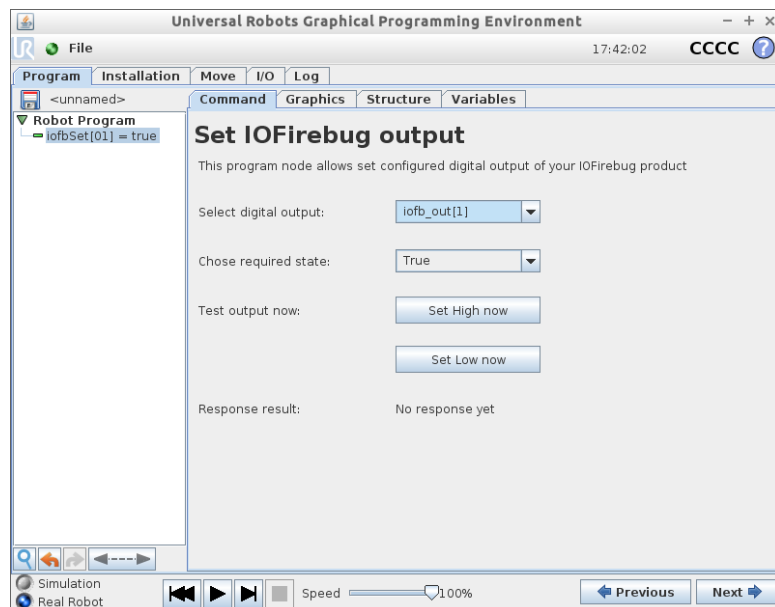 Universal Robots Graphical Programming Environment
UR File 17:42:02 CCCC ?
Program Installation Move I/O Log
<unnamed> Command Graphics Structure Variables
Robot Program
iofbSet[01] = true
Set IOFirebug output
This program node allows set configured digital output of your IOFirebug product
Select digital output: iofb_out[1]
Chose required state: True
Test output now: Set High now
Set Low now
Response result: No response yet
Simulation
Real Robot
Speed 100% Previous Next